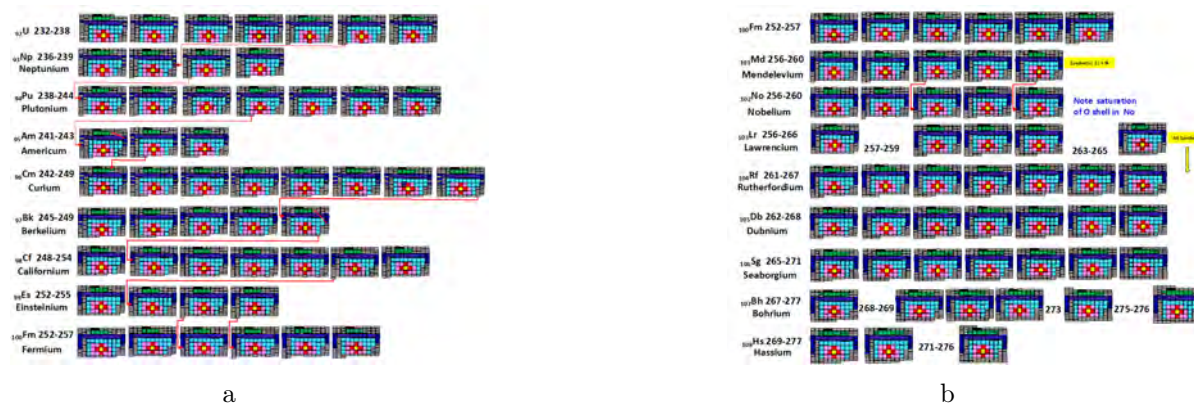 92U 232-238
93Np 236-239
Neptunium
94Pu 238-244
Plutonium
95Am 241-243
Americum
96Cm 242-249
Curium
97Bk 245-249
Berkelium
98Cf 248-254
Californium
99Es 252-255
Einsteinium
100Fm 252-257
Fermium
a
100Fm 252-257
101Md 256-260
Mendelevium
102No 256-260
Nobelium
Note saturation
of O shell in No
103Lr 256-266
Lawrencium
257-259
263-265
104Rf 261-267
Rutherfordium
105Db 262-268
Dubnium
106Sg 265-271
Seaborgium
107Bh 267-277
Bohrium
268-269
273
275-276
108Hs 269-277
Hassium
271-276
b